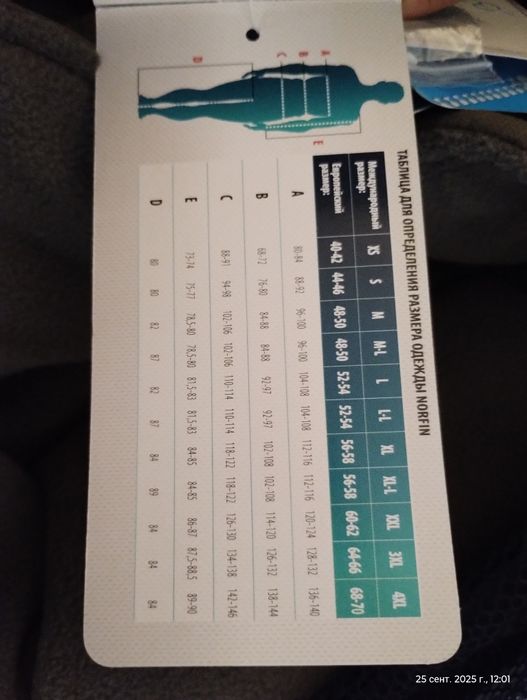 D
C B A
E
ТАБЛИЦА ДЛЯ ОПРЕДЕЛЕНИЯ РАЗМЕРА ОДЕЖДЫ NORFIN
Международный размер: XS S M M-L L L-L XL XL-L XXL 3XL 4XL
Европейский размер: 40-42 44-46 48-50 48-50 52-54 52-54 56-58 56-58 60-62 64-66 68-70
A 80-84 88-92 96-100 96-100 104-108 104-108 112-116 112-116 120-124 128-132 136-140
B 68-72 76-80 84-88 84-88 92-97 92-97 102-108 102-108 114-120 126-132 138-144
C 88-91 94-98 102-106 102-106 110-114 110-114 118-122 118-122 126-130 134-138 142-146
E 73-74 75-77 78,5-80 78,5-80 81,5-83 81,5-83 84-85 84-85 86-87 87,5-88,5 89-90
D 80 80 82 87 82 87 84 89 84 84 84
25 сент. 2025 г., 12:01